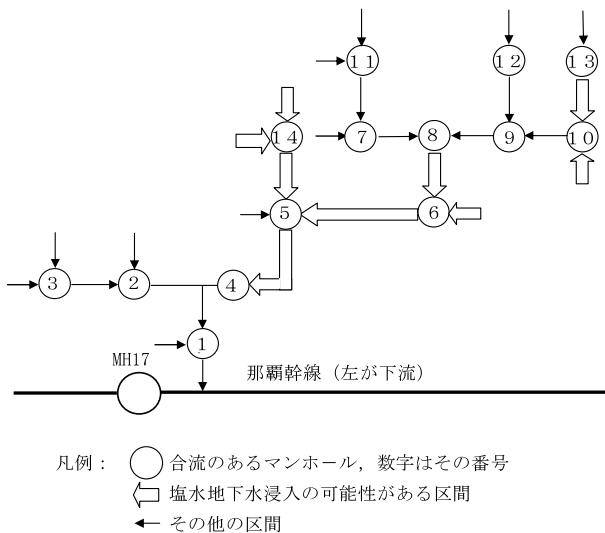 11
12
13
14
7
8
9
10
5
6
3
2
4
1
MH17
那覇幹線（左が下流）
凡例： 合流のあるマンホール，数字はその番号
塩水地下水浸入の可能性がある区間
その他の区間